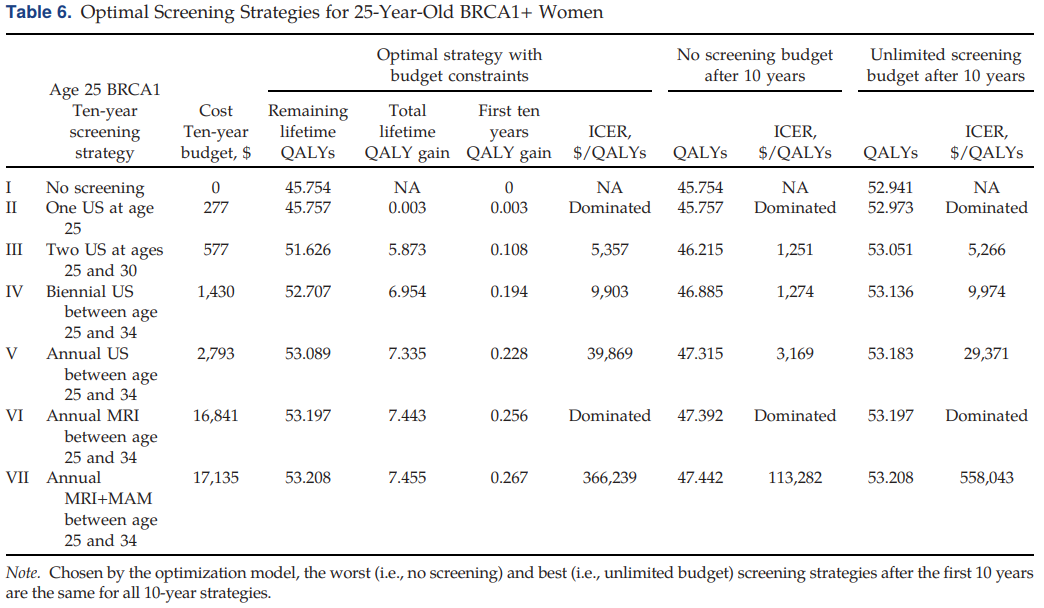 Table 6. Optimal Screening Strategies for 25-Year-Old BRCA1+ Women
Optimal strategy with No screening budget Unlimited screening
budget constraints after 10 years budget after 10 years
Age 25 BRCA1
Ten-year Cost Remaining Total First ten
screening Ten-year lifetime lifetime years ICER, ICER, ICER,
strategy budget, $ QALYs QALY gain QALY gain $/QALYs QALYs $/QALYs QALYs $/QALYs
I No screening 0 45.754 NA 0 NA 45.754 NA 52.941 NA
II One US at age 277 45.757 0.003 0.003 Dominated 45.757 Dominated 52.973 Dominated
25
III Two US at ages 577 51.626 5.873 0.108 5,357 46.215 1,251 53.051 5,266
25 and 30
IV Biennial US 1,430 52.707 6.954 0.194 9,903 46.885 1,274 53.136 9,974
between age
25 and 34
V Annual US 2,793 53.089 7.335 0.228 39,869 47.315 3,169 53.183 29,371
between age
25 and 34
VI Annual MRI 16,841 53.197 7.443 0.256 Dominated 47.392 Dominated 53.197 Dominated
between age
25 and 34
VII Annual 17,135 53.208 7.455 0.267 366,239 47.442 113,282 53.208 558,043
MRI+MAM
between age
25 and 34
Note. Chosen by the optimization model, the worst (i.e., no screening) and best (i.e., unlimited budget) screening strategies after the first 10 years
are the same for all 10-year strategies.